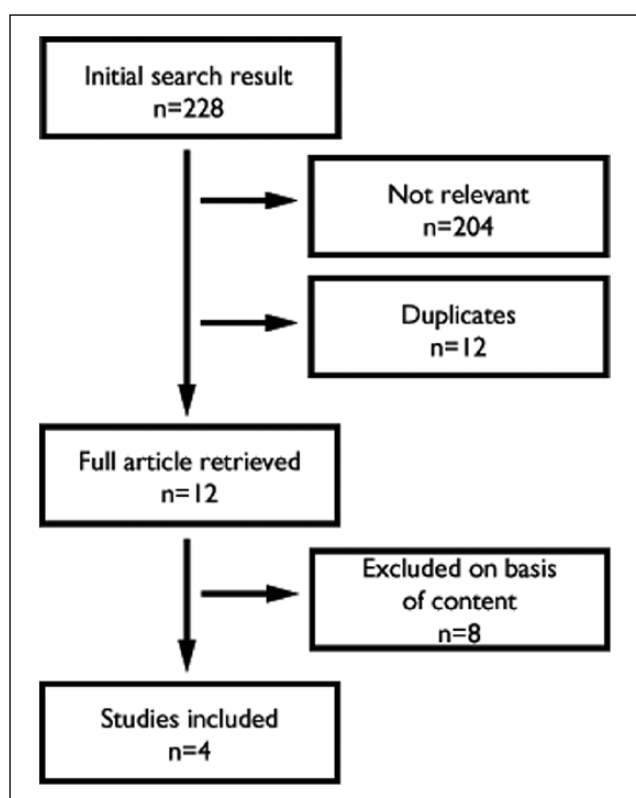 Initial search result
n=228
Not relevant
n=204
Duplicates
n=12
Full article retrieved
n=12
Excluded on basis
of content
n=8
Studies included
n=4